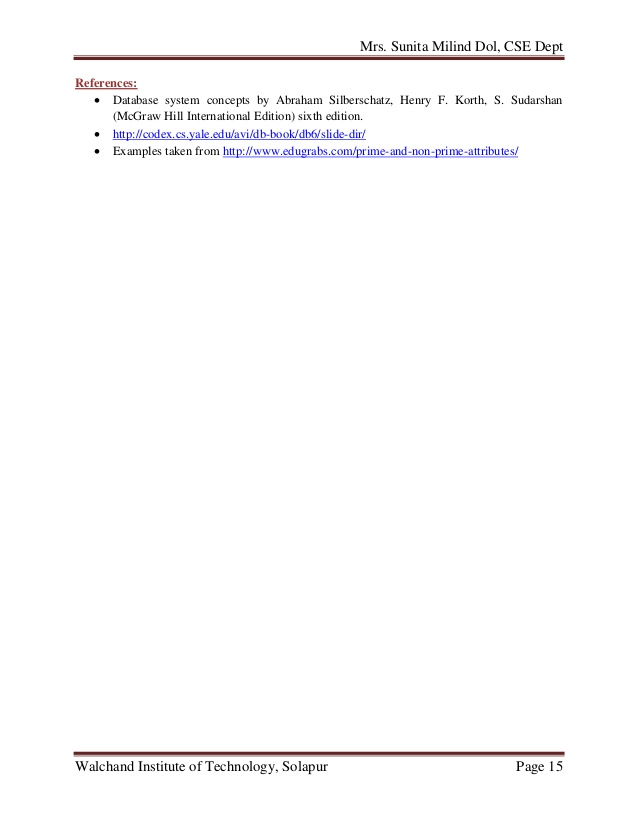 Mrs. Sunita Milind Dol, CSE Dept
References:
• Database system concepts by Abraham Silberschatz, Henry F. Korth, S. Sudarshan
(McGraw Hill International Edition) sixth edition.
• http://codex.cs.yale.edu/avi/db-book/db6/slide-dir/
• Examples taken from http://www.edugrabs.com/prime-and-non-prime-attributes/
Walchand Institute of Technology, Solapur Page 15